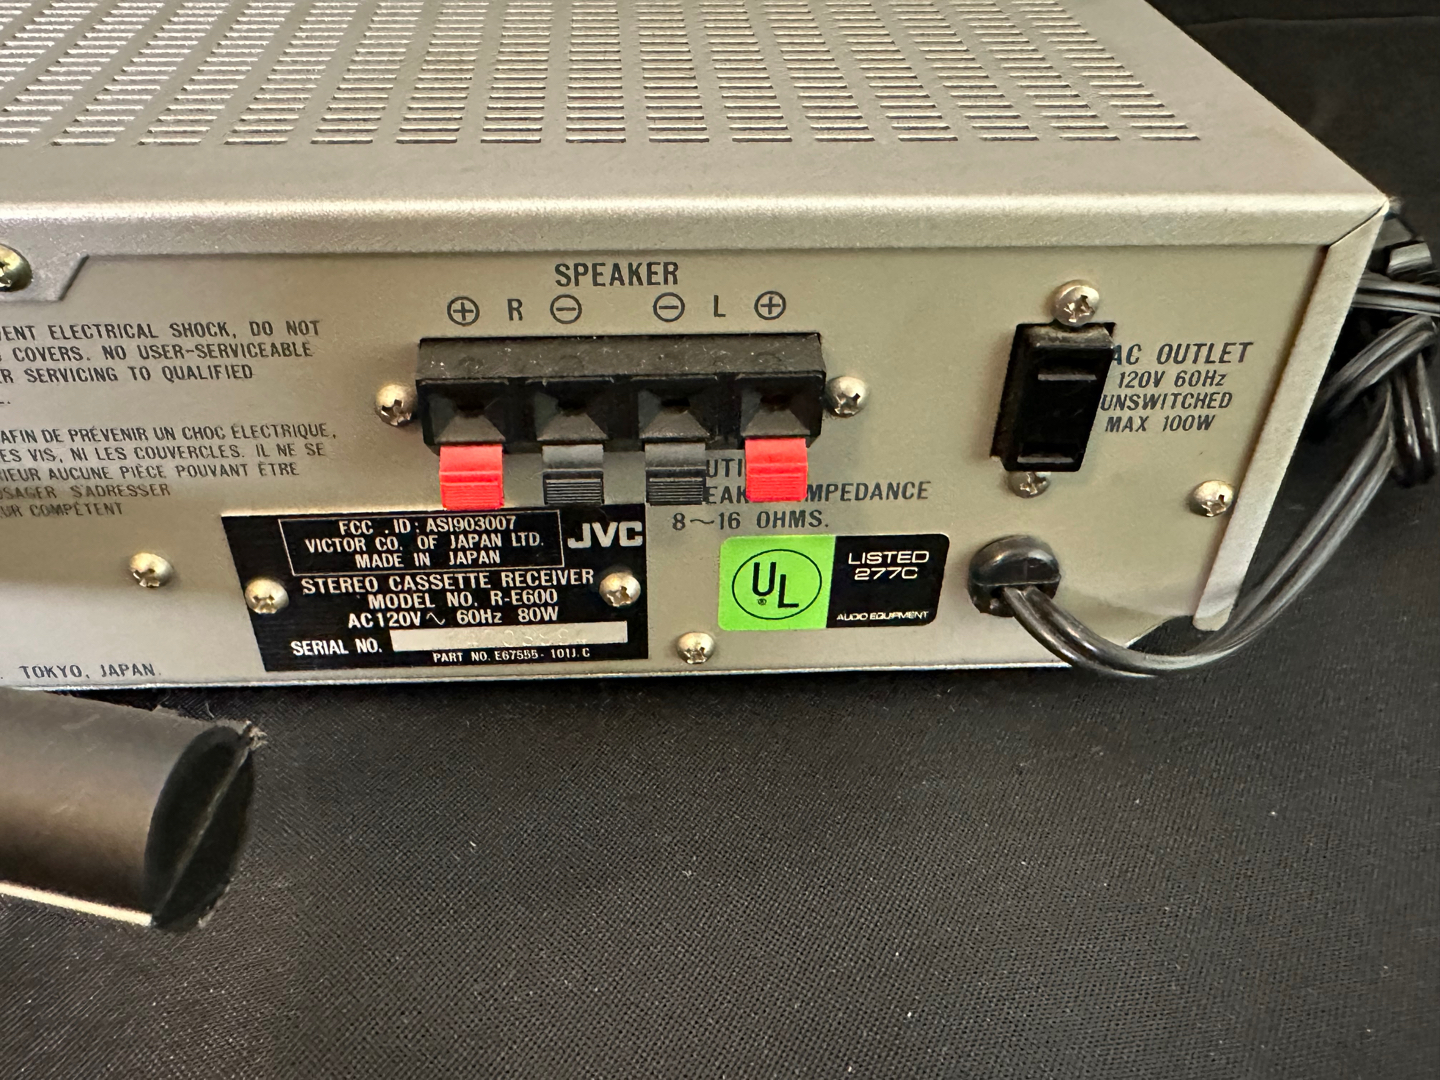 SPEAKER
⊕ R ⊖ ⊖ L ⊕
ELECTRICAL SHOCK, DO NOT
COVERS. NO USER-SERVICEABLE
SERVICING TO QUALIFIED
AFIN DE PRÉVENIR UN CHOC ÉLECTRIQUE,
VIS, NI LES COUVERCLES. IL NE SE
AUCUNE PIÈCE POUVANT ÊTRE
S'ADRESSER
COMPÉTENT
TOKYO, JAPAN.
FCC . ID: ASI903007
VICTOR CO. OF JAPAN LTD.
MADE IN JAPAN
JVC
STEREO CASSETTE RECEIVER
MODEL NO. R-E600
AC120V~ 60Hz 80W
SERIAL NO.
PART NO. E67555-101J.C
IMPEDANCE
8~16 OHMS.
UL
®
LISTED
277C
AUDIO EQUIPMENT
AC OUTLET
120V 60Hz
UNSWITCHED
MAX 100W